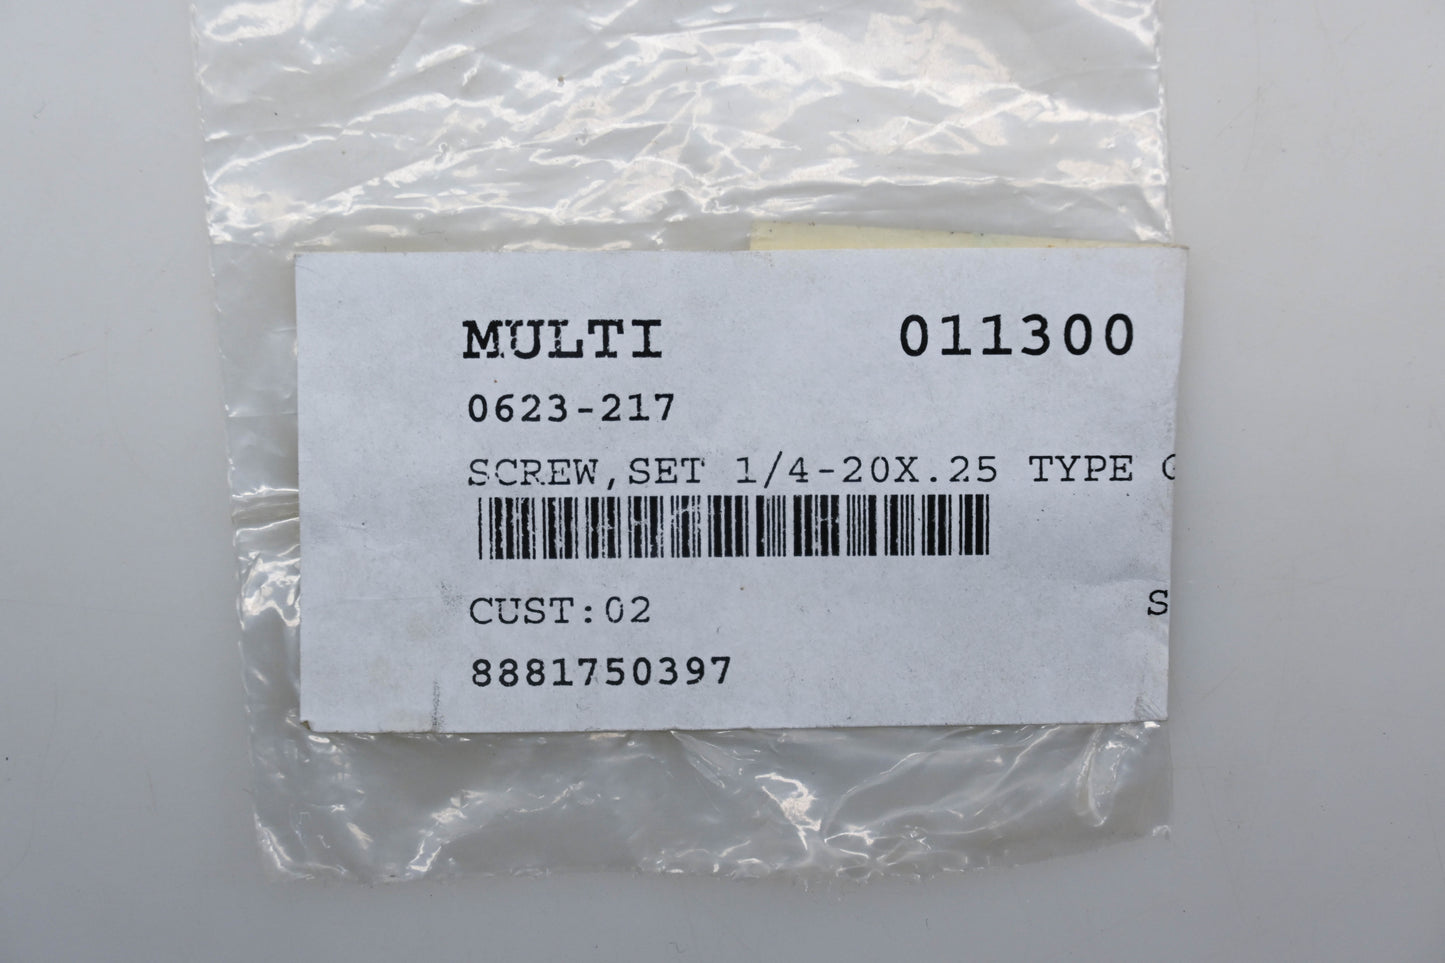 MULTI 011300
0623-217
SCREW,SET 1/4-20X.25 TYPE
CUST:02 S
8881750397